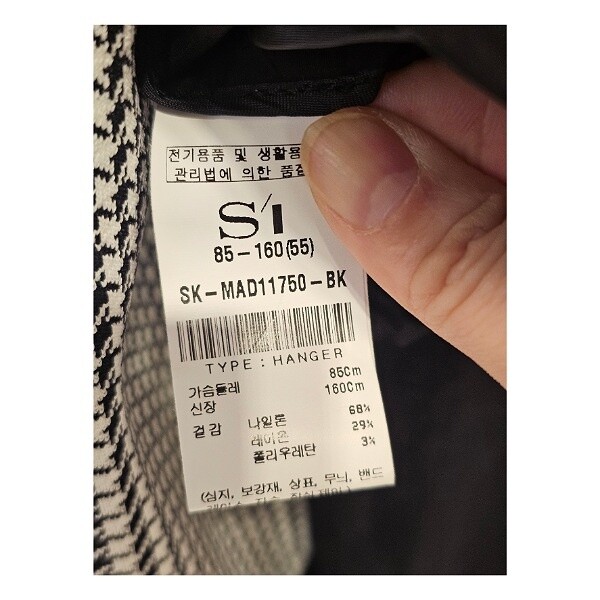 전기용품 및 생활용
관리법에 의한 품
S/I
85-160(55)
SK-MAD11750-BK
TYPE : HANGER
가슴둘레 85Cm
신장 160Cm
겉감 나일론 68%
레이온 29%
폴리우레탄 3%
(심지, 보강재, 상표, 무늬, 밴드